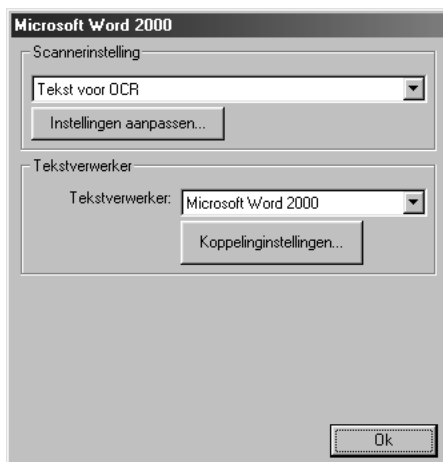 Microsoft Word 2000
Scannerinstelling
Tekst voor OCR
Instellingen aanpassen...
Tekstverwerker
Tekstverwerker: Microsoft Word 2000
Koppelinginstellingen...
Ok